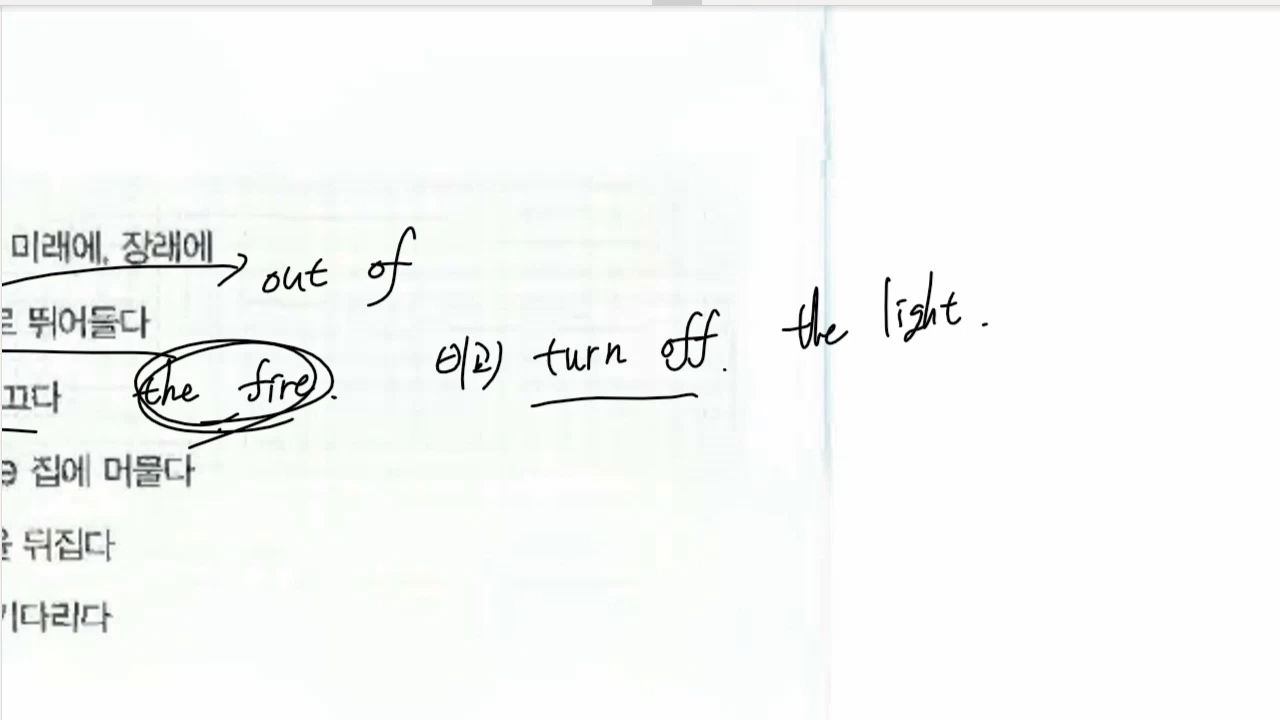 미래에, 장래에
out of
로 뛰어들다
끄다 the fire. 비교) turn off. the light.
집에 머물다
을 뒤집다
기다리다